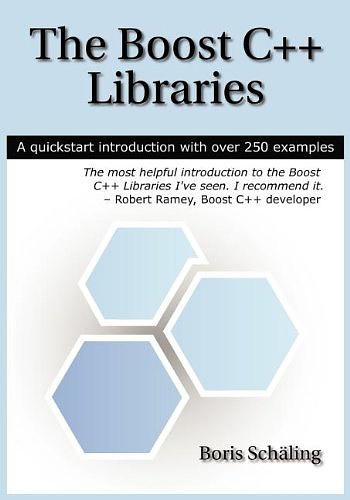 The Boost C++
Libraries
A quickstart introduction with over 250 examples
The most helpful introduction to the Boost
C++ Libraries I've seen. I recommend it.
– Robert Ramey, Boost C++ developer
Boris Schäling